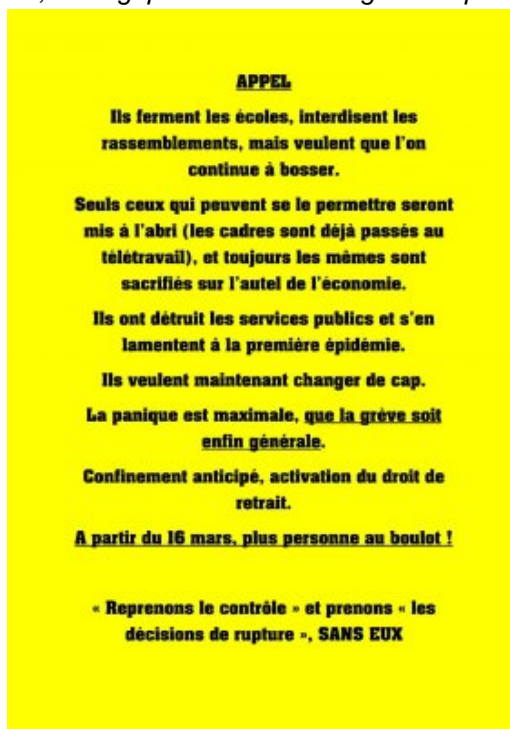 APPEL
Ils ferment les écoles, interdisent les
rassemblements, mais veulent que l'on
continue à bosser.
Seuls ceux qui peuvent se le permettre seront
mis à l'abri (les cadres sont déjà passés au
télétravail), et toujours les mêmes sont
sacrifiés sur l'autel de l'économie.
Ils ont détruit les services publics et s'en
lamentent à la première épidémie.
Ils veulent maintenant changer de cap.
La panique est maximale, que la grève soit
enfin générale.
Confinement anticipé, activation du droit de
retrait.
A partir du 16 mars, plus personne au boulot !
« Reprenons le contrôle » et prenons « les
décisions de rupture », SANS EUX